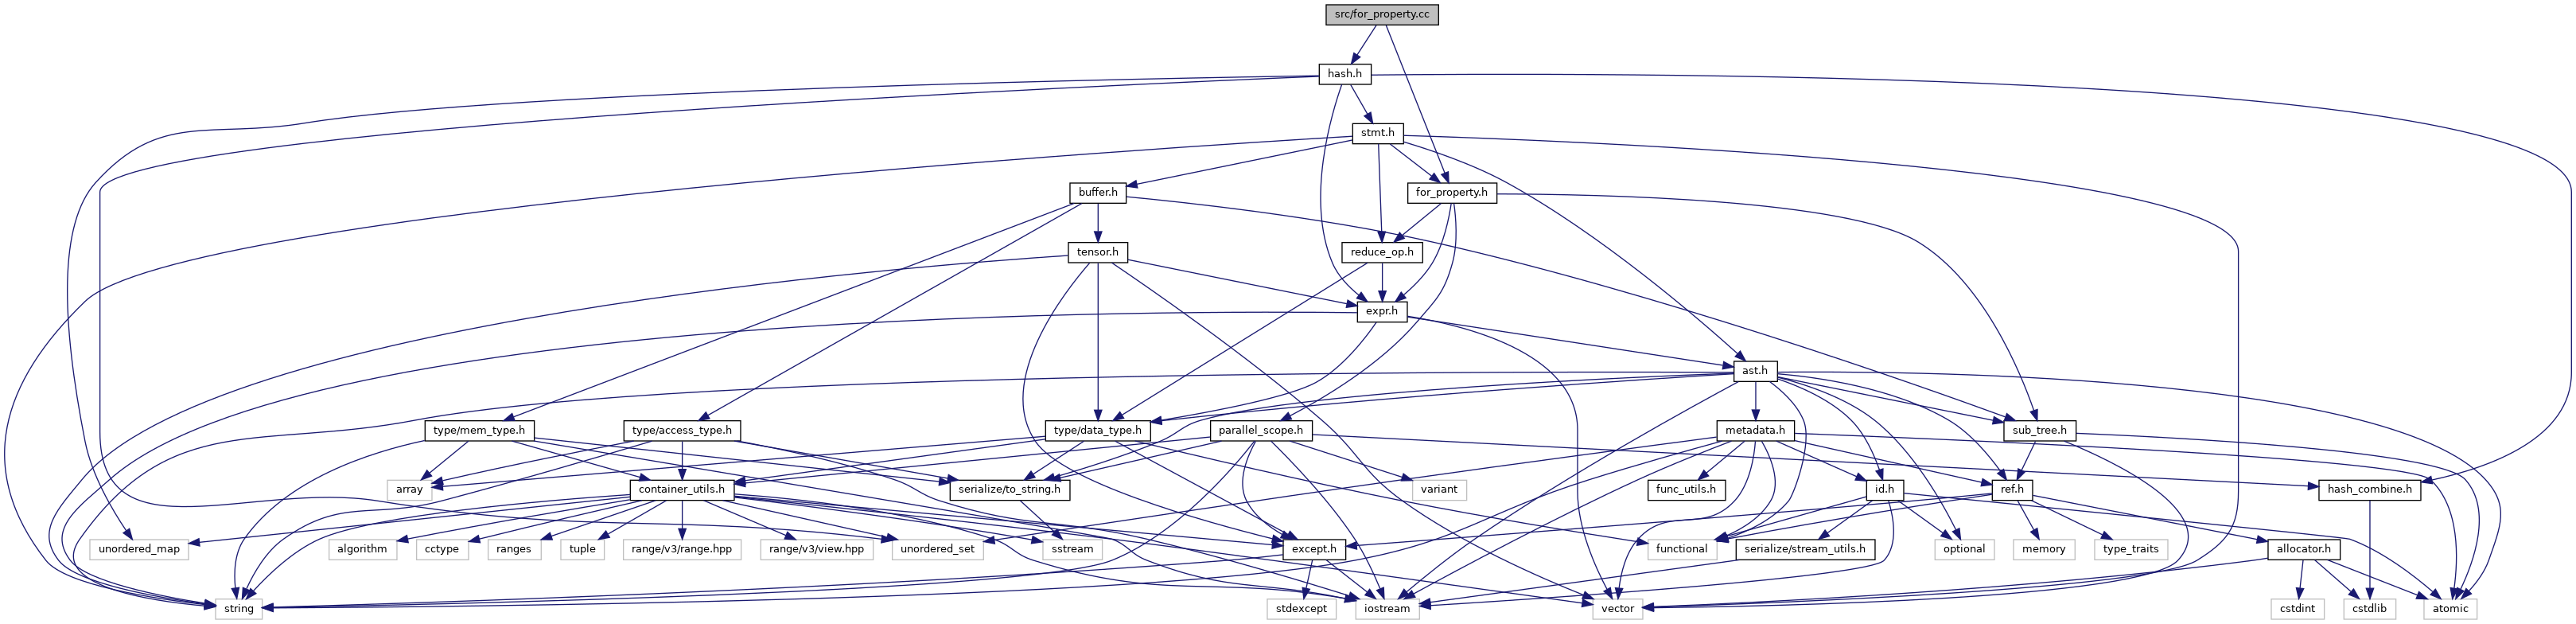 src/for_property.cc
hash.h
stmt.h
buffer.h
for_property.h
tensor.h
reduce_op.h
expr.h
ast.h
type/mem_type.h
type/access_type.h
type/data_type.h
parallel_scope.h
metadata.h
sub_tree.h
array
container_utils.h
serialize/to_string.h
variant
func_utils.h
id.h
ref.h
hash_combine.h
unordered_map
algorithm
cctype
ranges
tuple
range/v3/range.hpp
range/v3/view.hpp
unordered_set
sstream
except.h
functional
serialize/stream_utils.h
optional
memory
type_traits
allocator.h
string
stdexcept
iostream
vector
cstdint
cstdlib
atomic